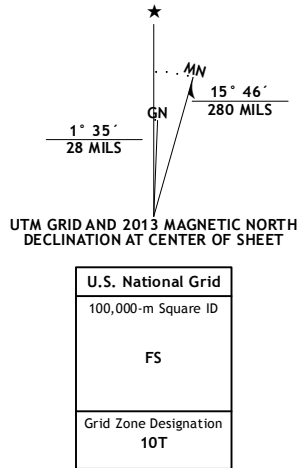 ★
MN
15° 46´
280 MILS
GN
1° 35´
28 MILS
UTM GRID AND 2013 MAGNETIC NORTH
DECLINATION AT CENTER OF SHEET
U.S. National Grid
100,000-m Square ID
FS
Grid Zone Designation
10T